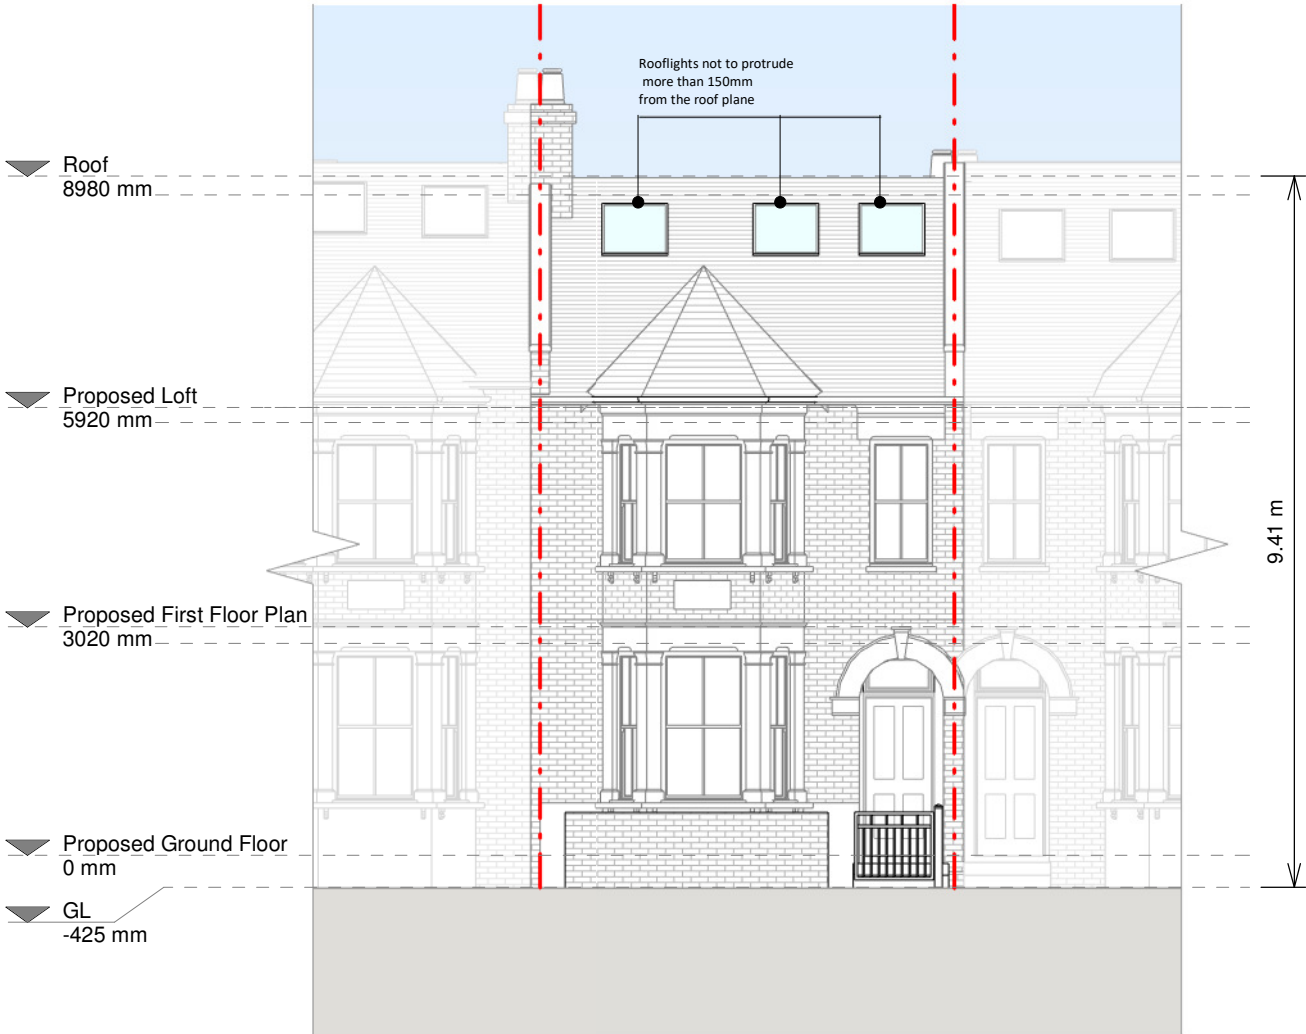 Rooflights not to protrude
more than 150mm
from the roof plane
Roof
8980 mm
Proposed Loft
5920 mm
Proposed First Floor Plan
3020 mm
Proposed Ground Floor
0 mm
GL
-425 mm
9.41 m